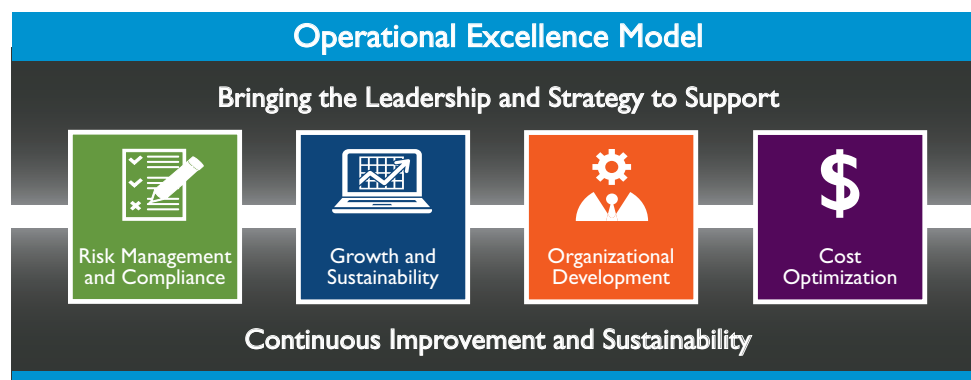 Operational Excellence Model
Bringing the Leadership and Strategy to Support
Risk Management
and Compliance
Growth and
Sustainability
Organizational
Development
$
Cost
Optimization
Continuous Improvement and Sustainability